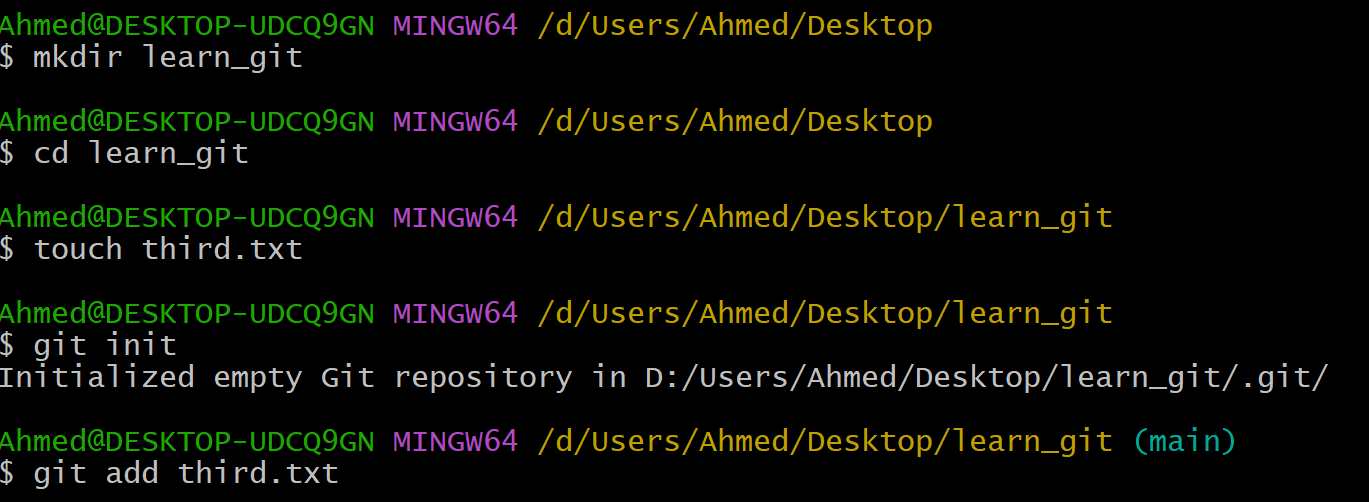 Ahmed@DESKTOP-UDCQ9GN MINGW64 /d/Users/Ahmed/Desktop
$ mkdir learn_git
Ahmed@DESKTOP-UDCQ9GN MINGW64 /d/Users/Ahmed/Desktop
$ cd learn_git
Ahmed@DESKTOP-UDCQ9GN MINGW64 /d/Users/Ahmed/Desktop/learn_git
$ touch third.txt
Ahmed@DESKTOP-UDCQ9GN MINGW64 /d/Users/Ahmed/Desktop/learn_git
$ git init
Initialized empty Git repository in D:/Users/Ahmed/Desktop/learn_git/.git/
Ahmed@DESKTOP-UDCQ9GN MINGW64 /d/Users/Ahmed/Desktop/learn_git (main)
$ git add third.txt